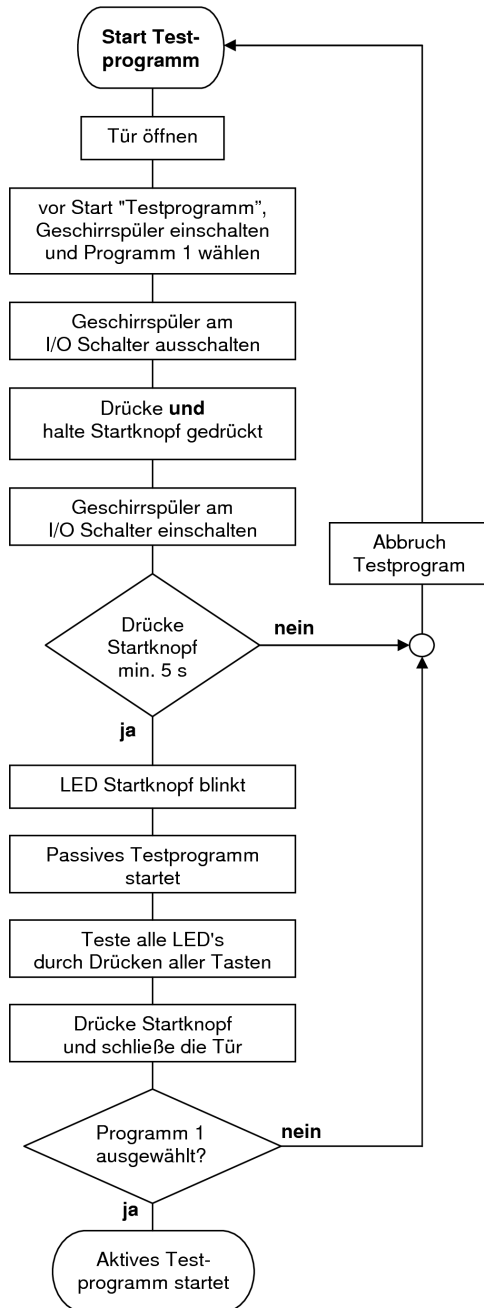 Start Test-
programm
Tür öffnen
vor Start "Testprogramm”,
Geschirrspüler einschalten
und Programm 1 wählen
Geschirrspüler am
I/O Schalter ausschalten
Drücke und
halte Startknopf gedrückt
Geschirrspüler am
I/O Schalter einschalten
Abbruch
Testprogram
Drücke
Startknopf
min. 5 s
nein
ja
LED Startknopf blinkt
Passives Testprogramm
startet
Teste alle LED's
durch Drücken aller Tasten
Drücke Startknopf
und schließe die Tür
Programm 1
ausgewählt?
nein
ja
Aktives Test-
programm startet